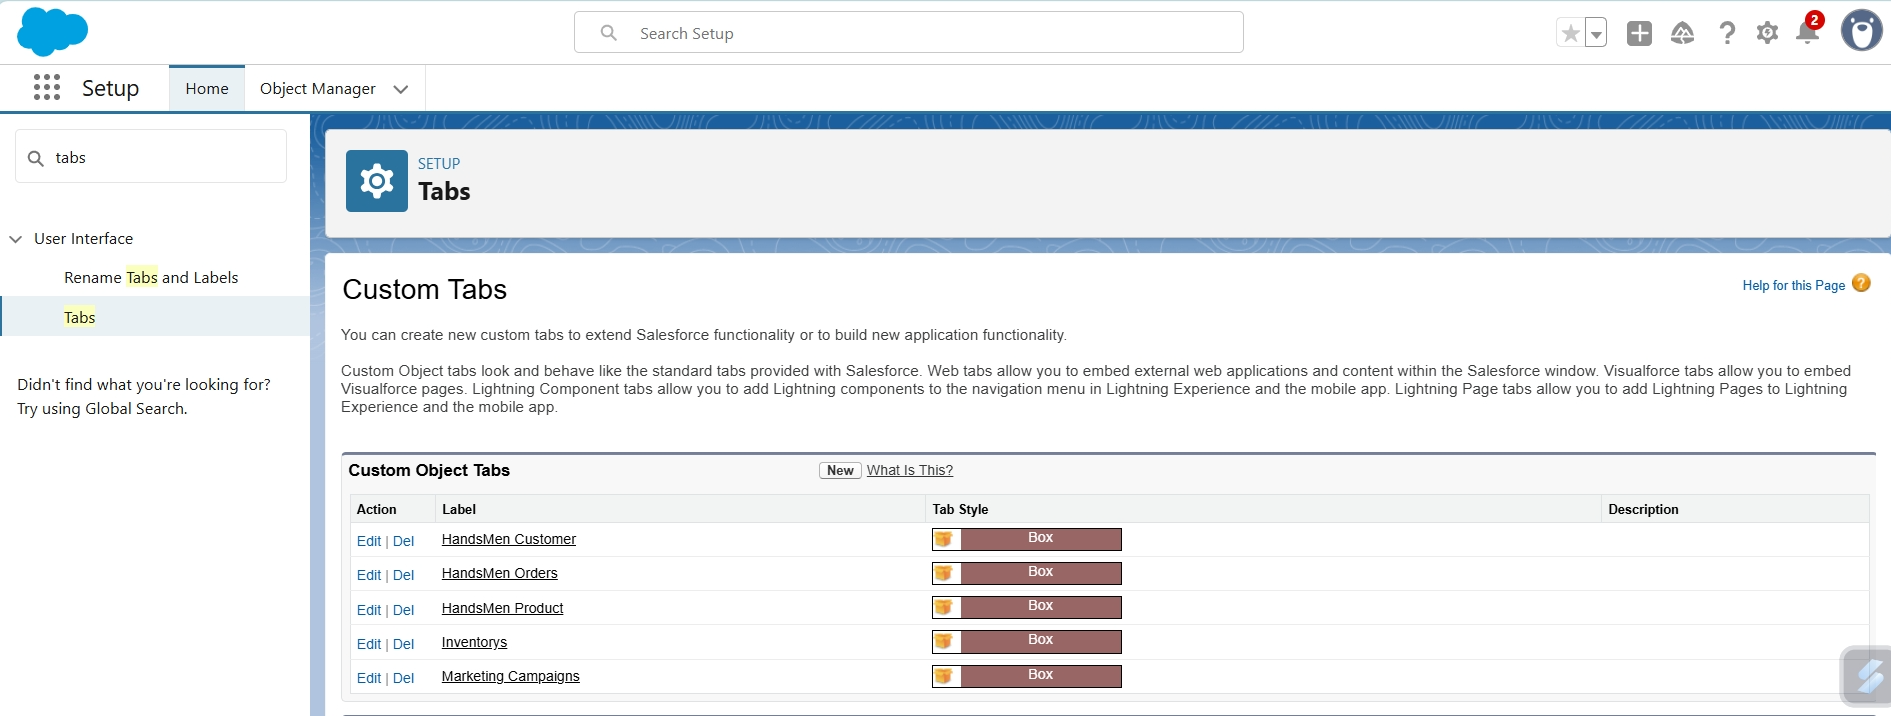 Search Setup
2
Setup
Home
Object Manager
tabs
User Interface
Rename Tabs and Labels
Tabs
Didn't find what you're looking for?
Try using Global Search.
SETUP
Tabs
Custom Tabs
Help for this Page
You can create new custom tabs to extend Salesforce functionality or to build new application functionality.
Custom Object tabs look and behave like the standard tabs provided with Salesforce. Web tabs allow you to embed external web applications and content within the Salesforce window. Visualforce tabs allow you to embed
Visualforce pages. Lightning Component tabs allow you to add Lightning components to the navigation menu in Lightning Experience and the mobile app. Lightning Page tabs allow you to add Lightning Pages to Lightning
Experience and the mobile app.
Custom Object Tabs New What Is This?
Action Label Tab Style Description
Edit | Del HandsMen Customer Box
Edit | Del HandsMen Orders Box
Edit | Del HandsMen Product Box
Edit | Del Inventorys Box
Edit | Del Marketing Campaigns Box